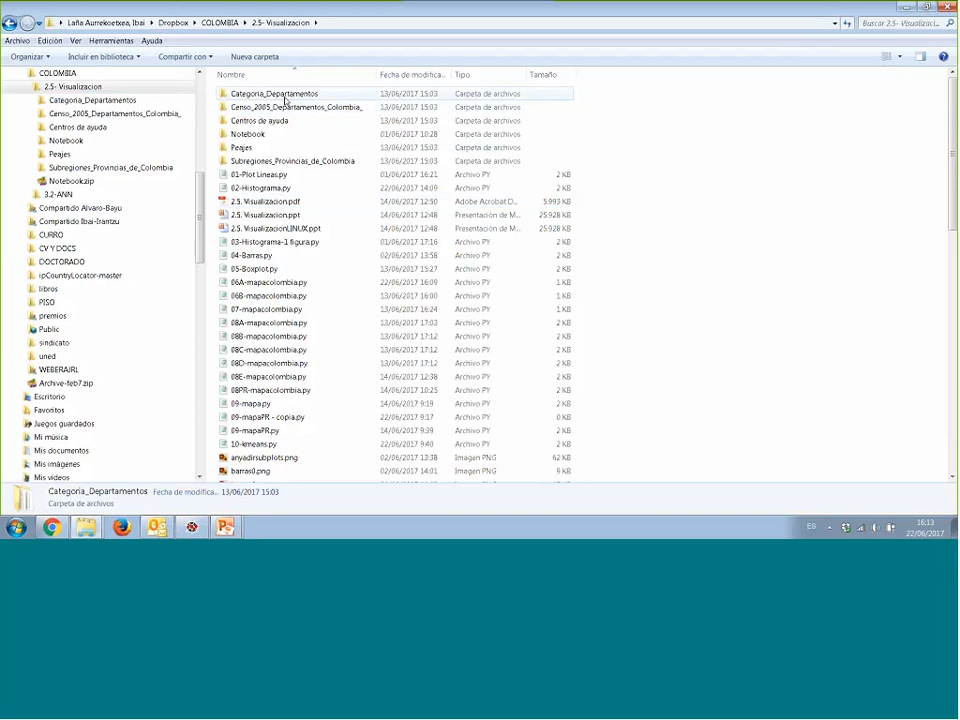 Lafia Aurrekoetxea, Ibai ▸ Dropbox ▸ COLOMBIA ▸ 2.5- Visualizacion ▸
Buscar 2.5- Visualizaci...
Archivo Edición Ver Herramientas Ayuda
Organizar Incluir en biblioteca Compartir con Nueva carpeta
COLOMBIA
2.5- Visualizacion
Categoria_Departamentos
Censo_2005_Departamentos_Colombia_
Centros de ayuda
Notebook
Peajes
Subregiones_Provincias_de_Colombia
Notebook.zip
3.2-ANN
Compartido Alvaro-Bayu
Compartido Ibai-Irantzu
CURRO
CV Y DOCS
DOCTORADO
ipCountryLocator-master
libros
PISO
premios
Public
sindicato
uned
WEBERAJRL
Archive-feb7.zip
Escritorio
Favoritos
Juegos guardados
Mi música
Mis documentos
Mis imágenes
Mis vídeos
Nombre Fecha de modifica... Tipo Tamaño
Categoria_Departamentos 13/06/2017 15:03 Carpeta de archivos
Censo_2005_Departamentos_Colombia_ 13/06/2017 15:03 Carpeta de archivos
Centros de ayuda 13/06/2017 15:03 Carpeta de archivos
Notebook 01/06/2017 10:28 Carpeta de archivos
Peajes 13/06/2017 15:03 Carpeta de archivos
Subregiones_Provincias_de_Colombia 13/06/2017 15:03 Carpeta de archivos
01-Plot Lineas.py 01/06/2017 16:21 Archivo PY 2 KB
02-Histograma.py 22/06/2017 14:09 Archivo PY 2 KB
2.5. Visualizacion.pdf 14/06/2017 12:50 Adobe Acrobat D... 5.993 KB
2.5. Visualizacion.ppt 14/06/2017 12:48 Presentación de M... 25.928 KB
2.5. VisualizacionLINUX.ppt 14/06/2017 12:48 Presentación de M... 25.928 KB
03-Histograma-1 figura.py 01/06/2017 17:16 Archivo PY 2 KB
04-Barras.py 02/06/2017 13:58 Archivo PY 2 KB
05-Boxplot.py 13/06/2017 15:27 Archivo PY 2 KB
06A-mapacolombia.py 22/06/2017 16:09 Archivo PY 1 KB
06B-mapacolombia.py 13/06/2017 16:00 Archivo PY 2 KB
07-mapacolombia.py 13/06/2017 16:24 Archivo PY 1 KB
08A-mapacolombia.py 13/06/2017 17:03 Archivo PY 2 KB
08B-mapacolombia.py 13/06/2017 17:12 Archivo PY 2 KB
08C-mapacolombia.py 13/06/2017 17:12 Archivo PY 2 KB
08D-mapacolombia.py 13/06/2017 17:12 Archivo PY 2 KB
08E-mapacolombia.py 14/06/2017 12:38 Archivo PY 2 KB
08PR-mapacolombia.py 14/06/2017 10:25 Archivo PY 2 KB
09-mapa.py 14/06/2017 9:19 Archivo PY 2 KB
09-mapaPR - copia.py 22/06/2017 9:17 Archivo PY 0 KB
09-mapaPR.py 14/06/2017 9:39 Archivo PY 2 KB
10-kmeans.py 22/06/2017 9:40 Archivo PY 2 KB
anyadirsubplots.png 02/06/2017 13:38 Imagen PNG 62 KB
barras0.png 02/06/2017 14:01 Imagen PNG 9 KB
Categoria_Departamentos Fecha de modifica... 13/06/2017 15:03
Carpeta de archivos
ES
16:13
22/06/2017